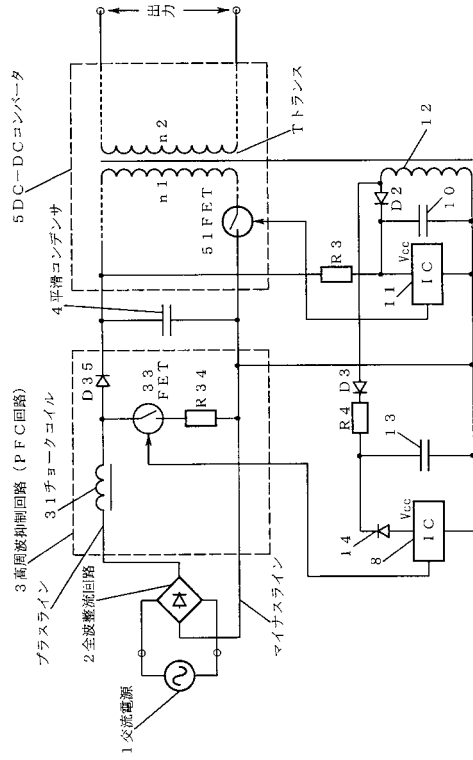 5DC-DCコンバータ
出力
4平滑コンデンサ
n1
n2
Tトランス
51FET
3高周波抑制回路（PFC回路）
31チョークコイル
D35
33
FET
R34
プラスライン
2全波整流回路
マイナスライン
1交流電源
R3
12
D2
10
Vcc
IC
11
D3
R4
13
14
Vcc
IC
8